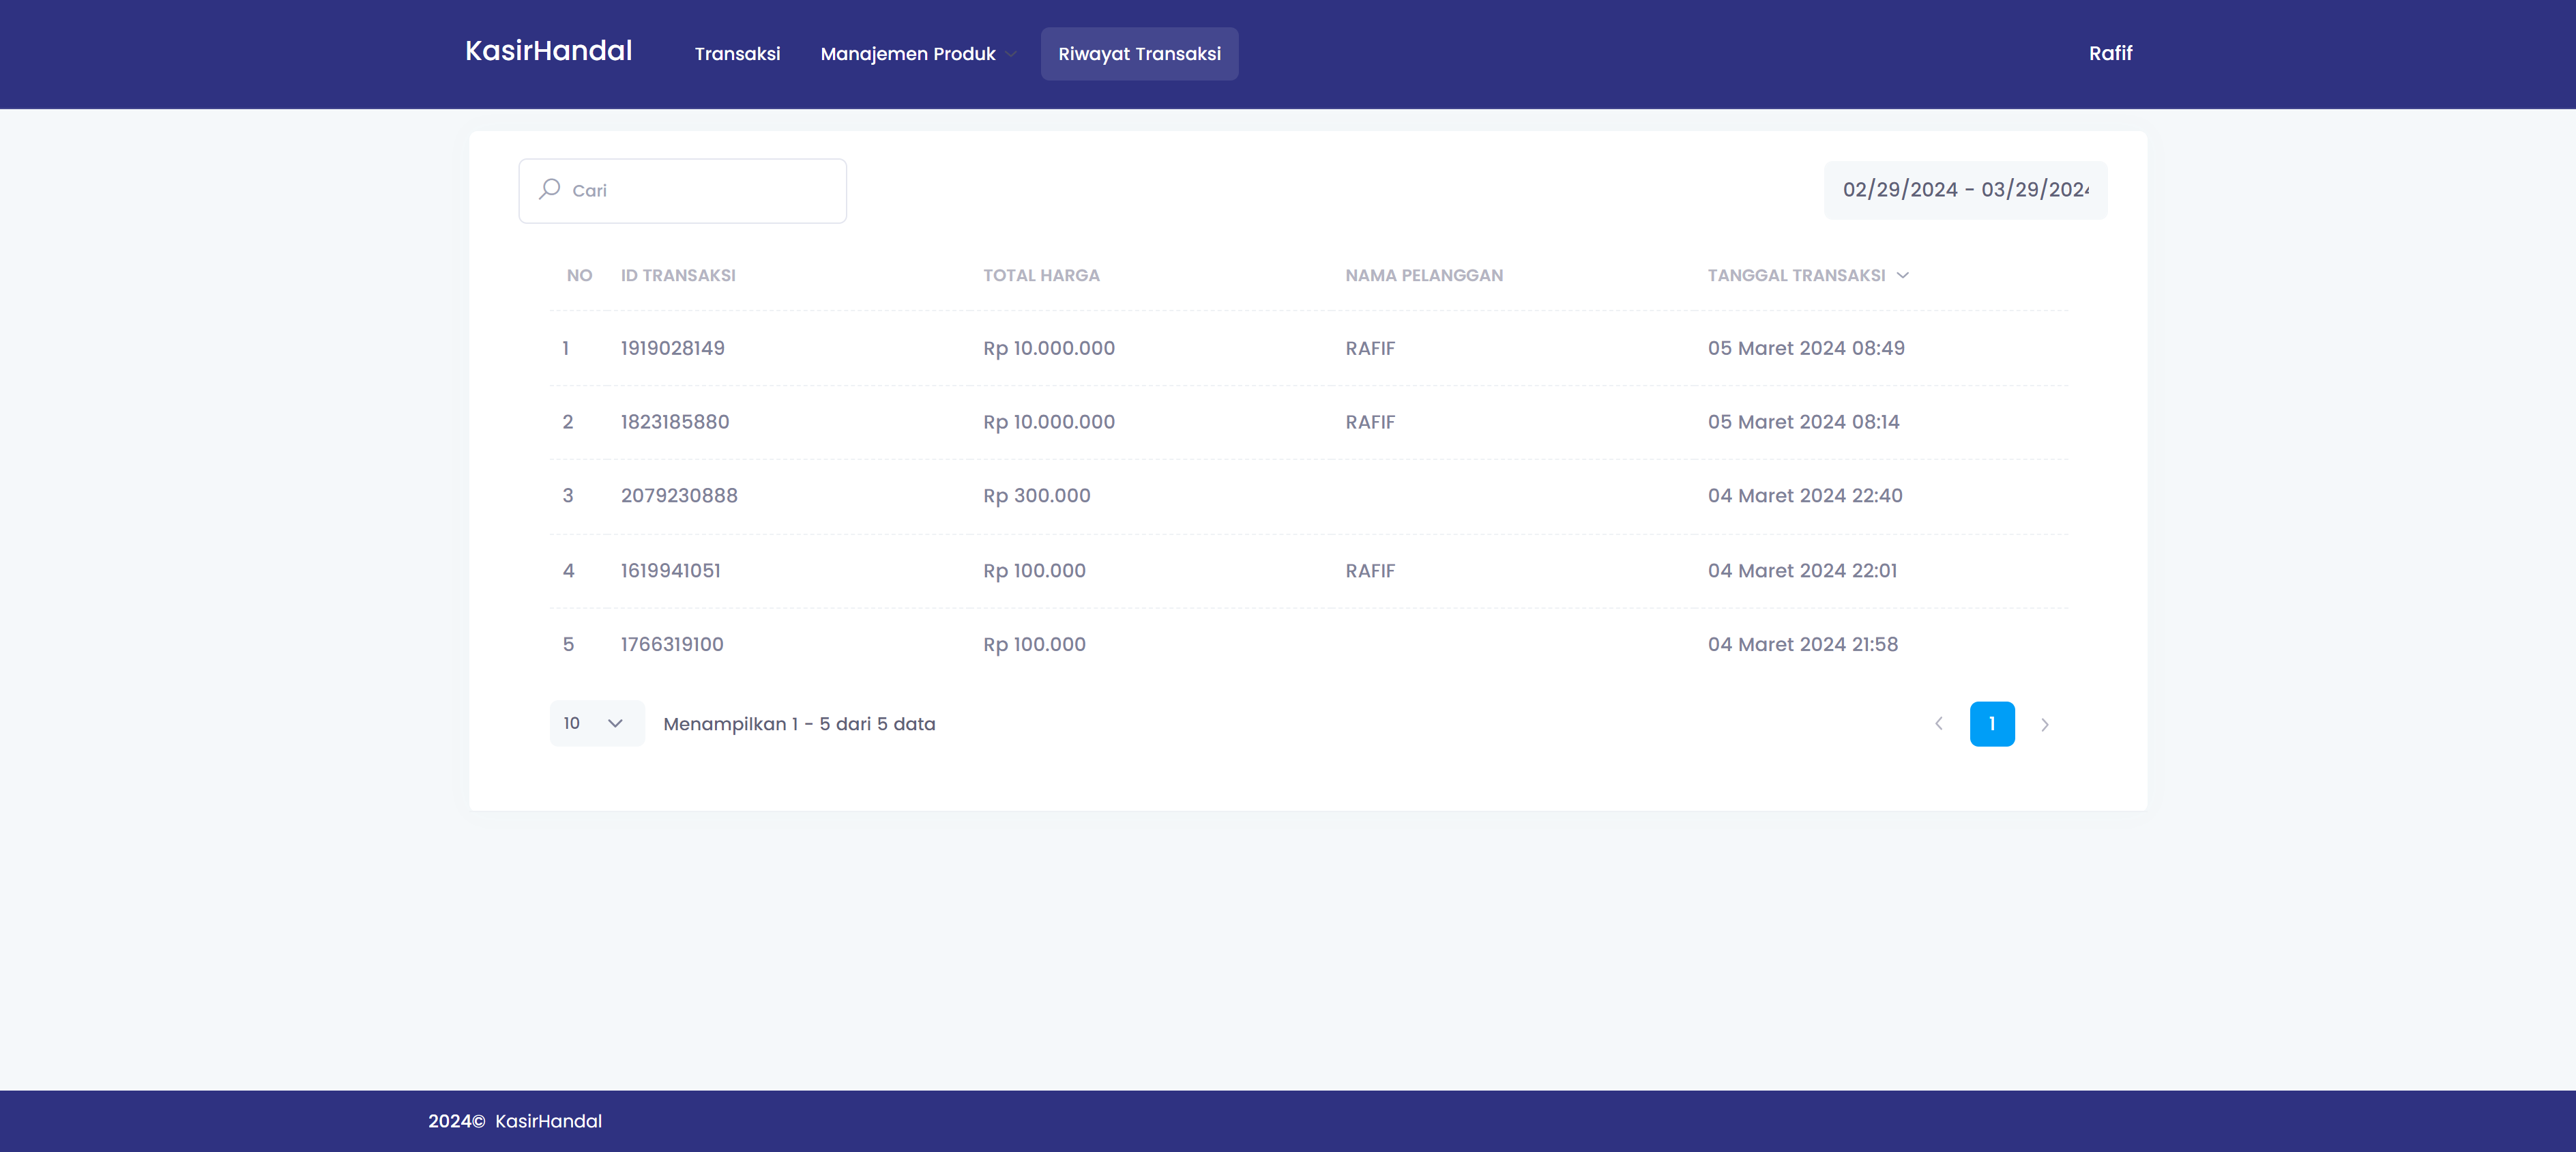 KasirHandal Transaksi Manajemen Produk Riwayat Transaksi Rafif
Cari 02/29/2024 - 03/29/202
NO ID TRANSAKSI TOTAL HARGA NAMA PELANGGAN TANGGAL TRANSAKSI
1 1919028149 Rp 10.000.000 RAFIF 05 Maret 2024 08:49
2 1823185880 Rp 10.000.000 RAFIF 05 Maret 2024 08:14
3 2079230888 Rp 300.000 04 Maret 2024 22:40
4 1619941051 Rp 100.000 RAFIF 04 Maret 2024 22:01
5 1766319100 Rp 100.000 04 Maret 2024 21:58
10 Menampilkan 1 - 5 dari 5 data 1
2024© KasirHandal